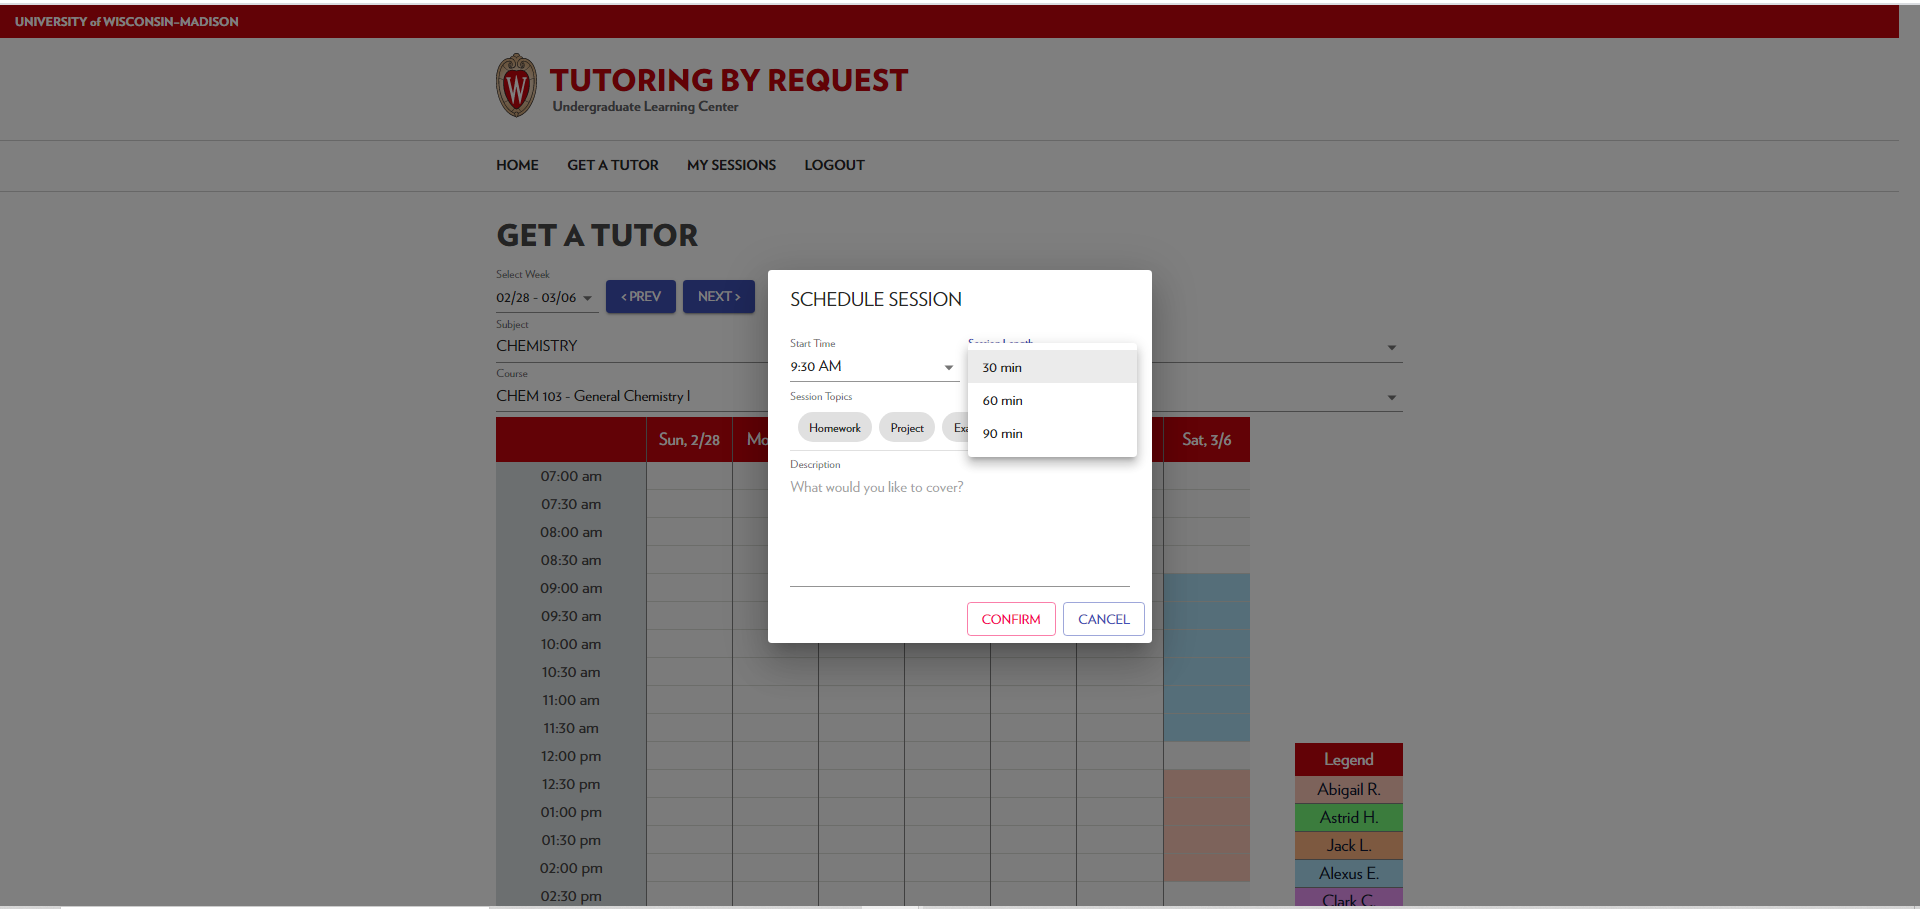 UNIVERSITY of WISCONSIN–MADISON
TUTORING BY REQUEST
Undergraduate Learning Center
HOME GET A TUTOR MY SESSIONS LOGOUT
GET A TUTOR
Select Week
02/28 - 03/06 < PREV NEXT >
Subject
CHEMISTRY
Course
CHEM 103 - General Chemistry I
SCHEDULE SESSION
Start Time Session Length
9:30 AM
30 min
60 min
90 min
Session Topics
Homework Project Exa
Description
What would you like to cover?
CONFIRM CANCEL
Sun, 2/28 Mo Sat, 3/6
07:00 am
07:30 am
08:00 am
08:30 am
09:00 am
09:30 am
10:00 am
10:30 am
11:00 am
11:30 am
12:00 pm
12:30 pm
01:00 pm
01:30 pm
02:00 pm
02:30 pm
Legend
Abigail R.
Astrid H.
Jack L.
Alexus E.
Clark C.